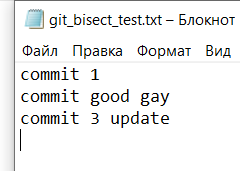 git_bisect_test.txt – Блокнот
Файл Правка Формат Вид
commit 1
commit good gay
commit 3 update